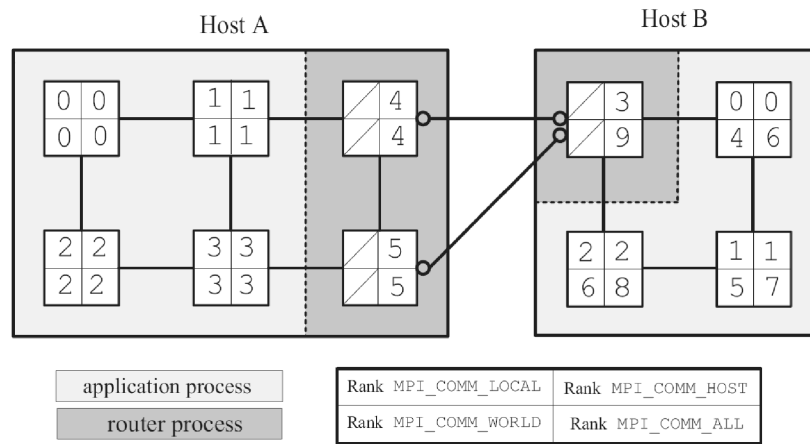 Host A
Host B
0 0 1 1 4 3 0 0
0 0 1 1 4 9 4 6
2 2 3 3 5 2 2 1 1
2 2 3 3 5 6 8 5 7
application process
router process
Rank MPI_COMM_LOCAL Rank MPI_COMM_HOST
Rank MPI_COMM_WORLD Rank MPI_COMM_ALL